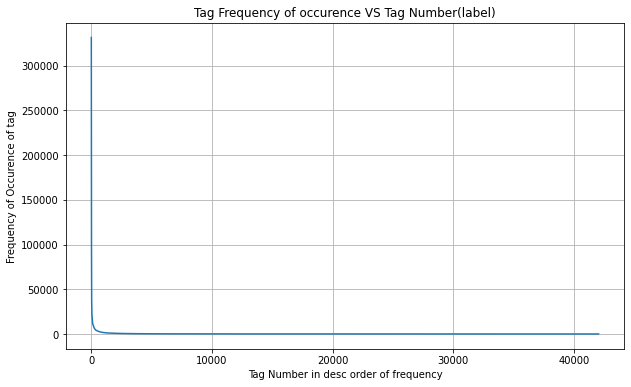 Tag Frequency of occurence VS Tag Number(label)
Frequency of Occurence of tag
300000
250000
200000
150000
100000
50000
0
0 10000 20000 30000 40000
Tag Number in desc order of frequency